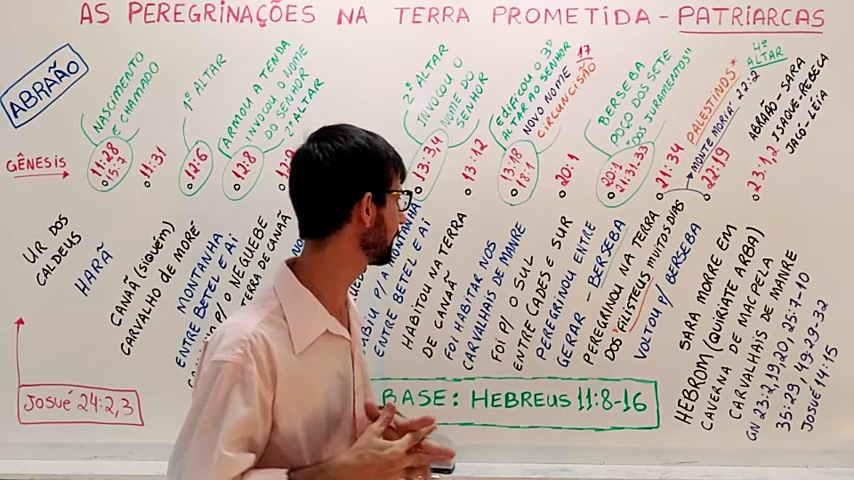 AS PEREGRINAÇÕES NA TERRA PROMETIDA - PATRIARCAS
ABRAÃO
NASCIMENTO
E CHAMADO
1º ALTAR
ARMOU A TENDA
INVOCOU O NOME
DO SENHOR
2º ALTAR
2º ALTAR
INVOCOU O
NOME DO
SENHOR
EDIFICOU O 3º
ALTAR AO SENHOR
NOVO NOME 17
CIRCUNCISÃO
BERSEBA
POÇO DOS SETE
"DOS JURAMENTOS"
PALESTINOS*
"MONTE MORIÁ" 22:2
4º
ALTAR
ABRAÃO - SARA
ISAQUE - REBECA
JACÓ - LÉIA
GÊNESIS
11:28
15:7
11:31
12:6
12:8
12:9
13:3,4
13:12
13:18
18:1
20:1
20:1
21:31.33
21:34
22:19
23:1,2
UR DOS
CALDEUS
HARÃ
CANAÃ (SIQUÉM)
CARVALHO DE MORÉ
MONTANHA
ENTRE BETEL E AI
P/ O NEGUEBE
TERRA DE CANAÃ
P/A MONTANHA
ENTRE BETEL E AI
HABITOU NA TERRA
DE CANAÃ
FOI HABITAR NOS
CARVALHAIS DE MANRE
FOI P/ O SUL
ENTRE CADES E SUR
PEREGRINOU ENTRE
GERAR - BERSEBA
PEREGRINOU NA TERRA
DOS FILISTEUS MUITOS DIAS
VOLTOU P/ BERSEBA
SARA MORRE EM
HEBROM (QUIRIATE ARBA)
CAVERNA DE MACPELA
CARVALHAIS DE MANRE
GN 23:2,19,20, 25:7-10
35:29, 49:29-32
JOSUÉ 14:15
JOSUÉ 24:2,3
BASE: HEBREUS 11:8-16